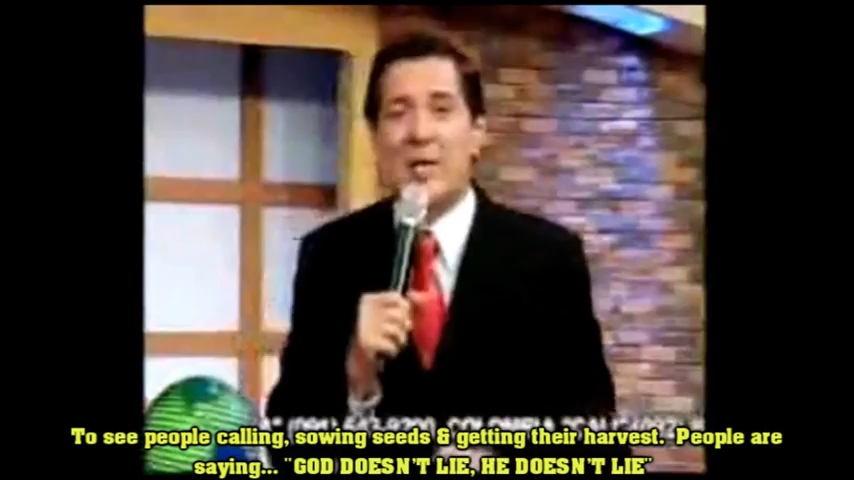 To see people calling, sowing seeds & getting their harvest.  People are
saying... "GOD DOESN'T LIE, HE DOESN'T LIE"